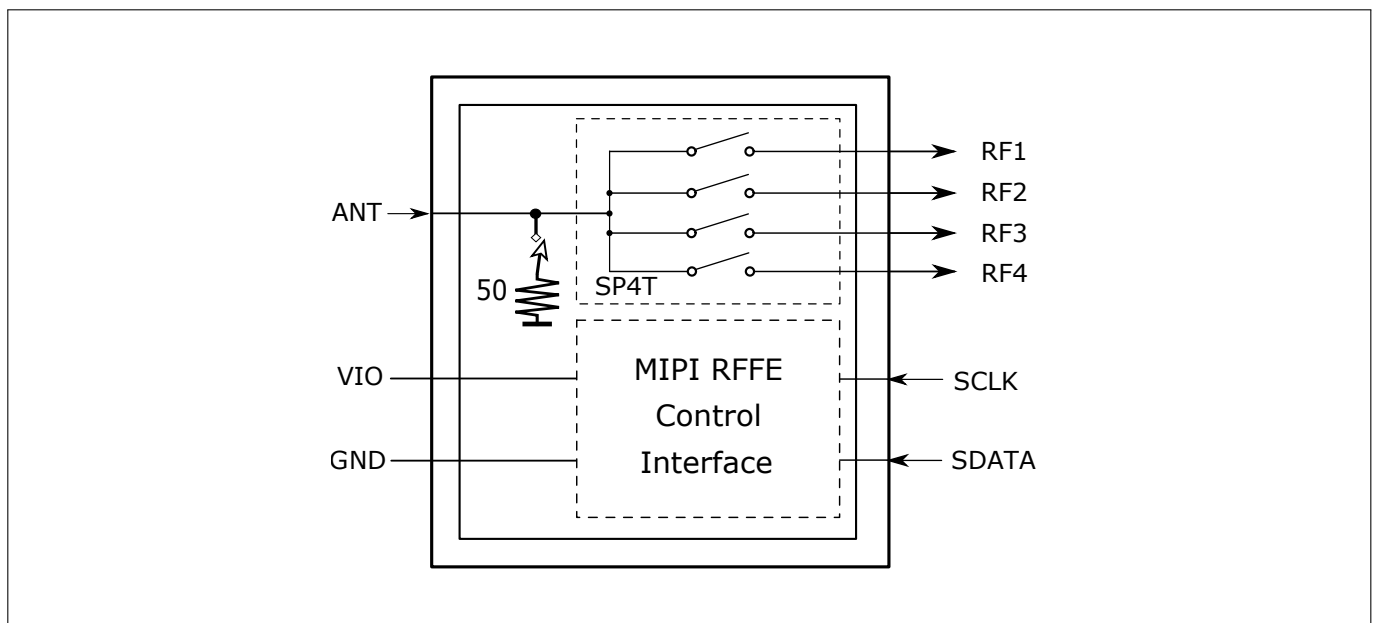 RF1
RF2
ANT
RF3
RF4
50
SP4T
VIO
MIPI RFFE
Control
Interface
SCLK
GND
SDATA